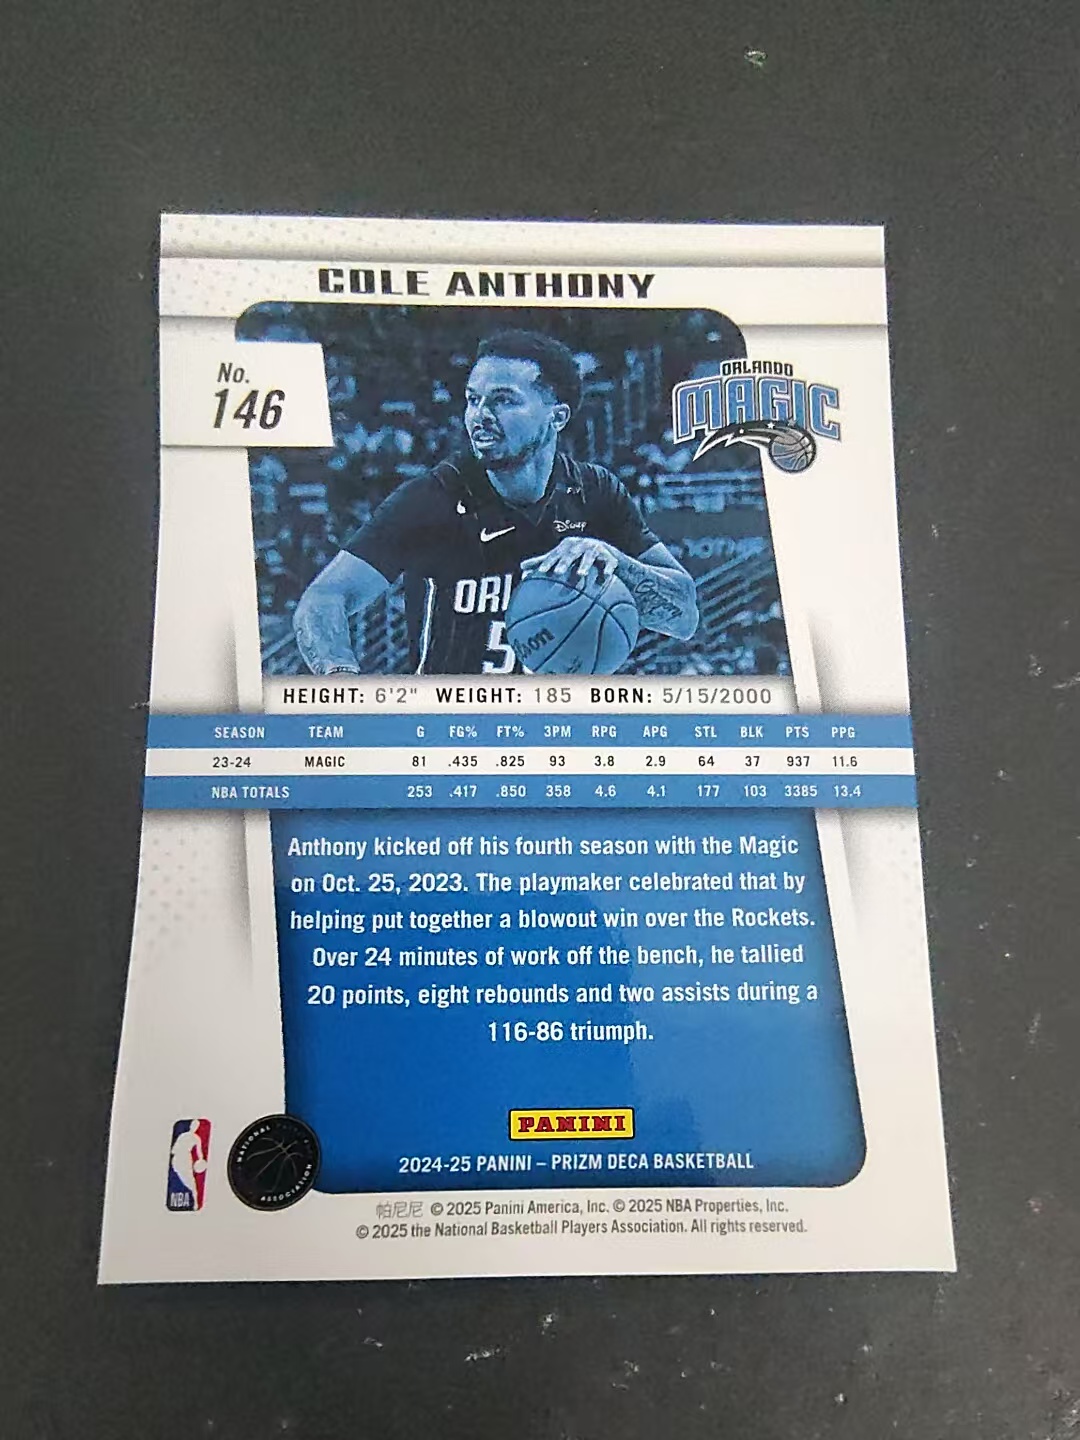 COLE ANTHONY
No.
146
ORLANDO
MAGIC
Disney
ORL
5
HEIGHT: 6'2" WEIGHT: 185 BORN: 5/15/2000
SEASON TEAM G FG% FT% 3PM RPG APG STL BLK PTS PPG
23-24 MAGIC 81 .435 .825 93 3.8 2.9 64 37 937 11.6
NBA TOTALS 253 .417 .850 358 4.6 4.1 177 103 3385 13.4
Anthony kicked off his fourth season with the Magic
on Oct. 25, 2023. The playmaker celebrated that by
helping put together a blowout win over the Rockets.
Over 24 minutes of work off the bench, he tallied
20 points, eight rebounds and two assists during a
116-86 triumph.
PANINI
2024-25 PANINI – PRIZM DECA BASKETBALL
NBA
NATIONAL
ASSOCIATION
帕尼尼 © 2025 Panini America, Inc. © 2025 NBA Properties, Inc.
© 2025 the National Basketball Players Association. All rights reserved.